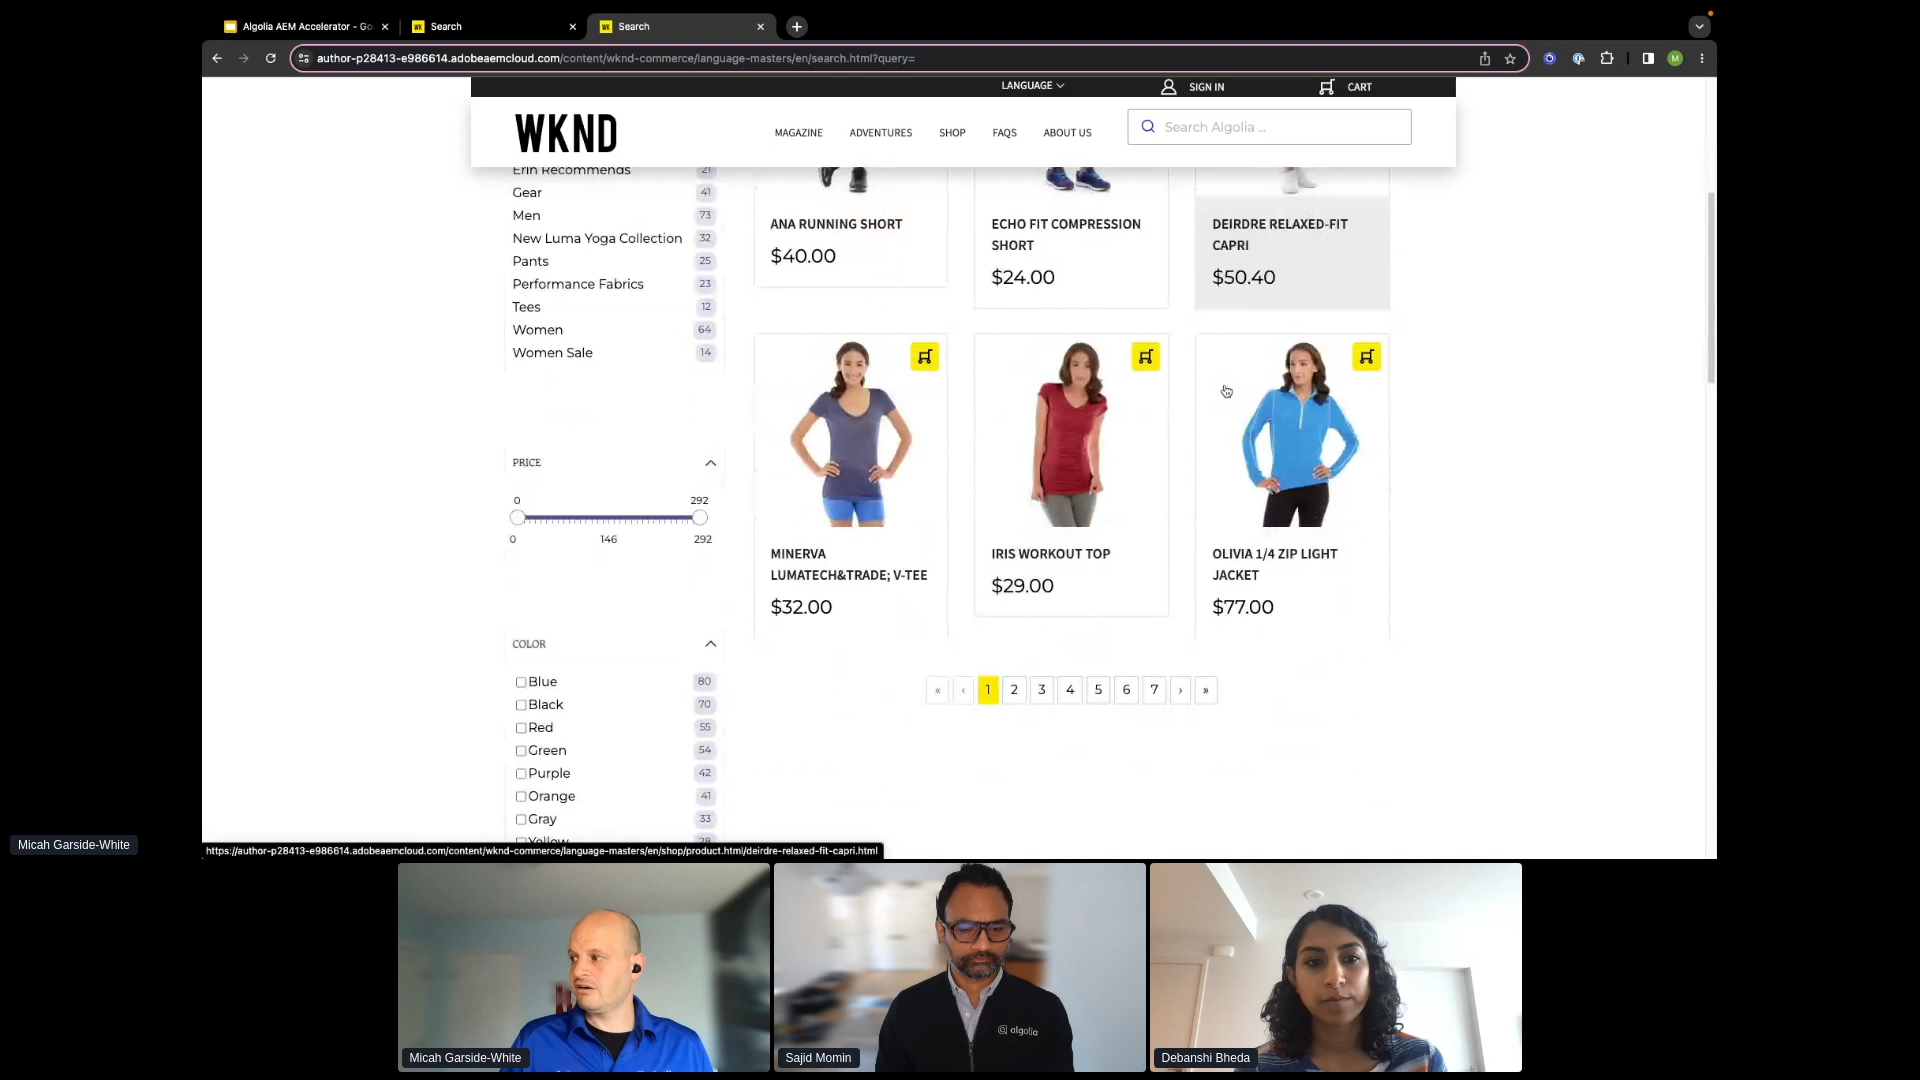 Algolia AEM Accelerator - Go
Search
Search
author-p28413-e986614.adobeaemcloud.com/content/wknd-commerce/language-masters/en/search.html?query=
M
LANGUAGE
SIGN IN
CART
WKND
MAGAZINE
ADVENTURES
SHOP
FAQS
ABOUT US
Search Algolia ...
Erin Recommends 21
Gear 41
Men 73
New Luma Yoga Collection 32
Pants 25
Performance Fabrics 23
Tees 12
Women 64
Women Sale 14
PRICE
0 292
0 146 292
COLOR
Blue 80
Black 70
Red 55
Green 54
Purple 42
Orange 41
Gray 33
Yellow 28
ANA RUNNING SHORT
$40.00
ECHO FIT COMPRESSION
SHORT
$24.00
DEIRDRE RELAXED-FIT
CAPRI
$50.40
MINERVA
LUMATECH&TRADE; V-TEE
$32.00
IRIS WORKOUT TOP
$29.00
OLIVIA 1/4 ZIP LIGHT
JACKET
$77.00
« ‹ 1 2 3 4 5 6 7 › »
https://author-p28413-e986614.adobeaemcloud.com/content/wknd-commerce/language-masters/en/shop/product.html/deirdre-relaxed-fit-capri.html
Micah Garside-White
Micah Garside-White
algolia
Sajid Momin
Debanshi Bheda